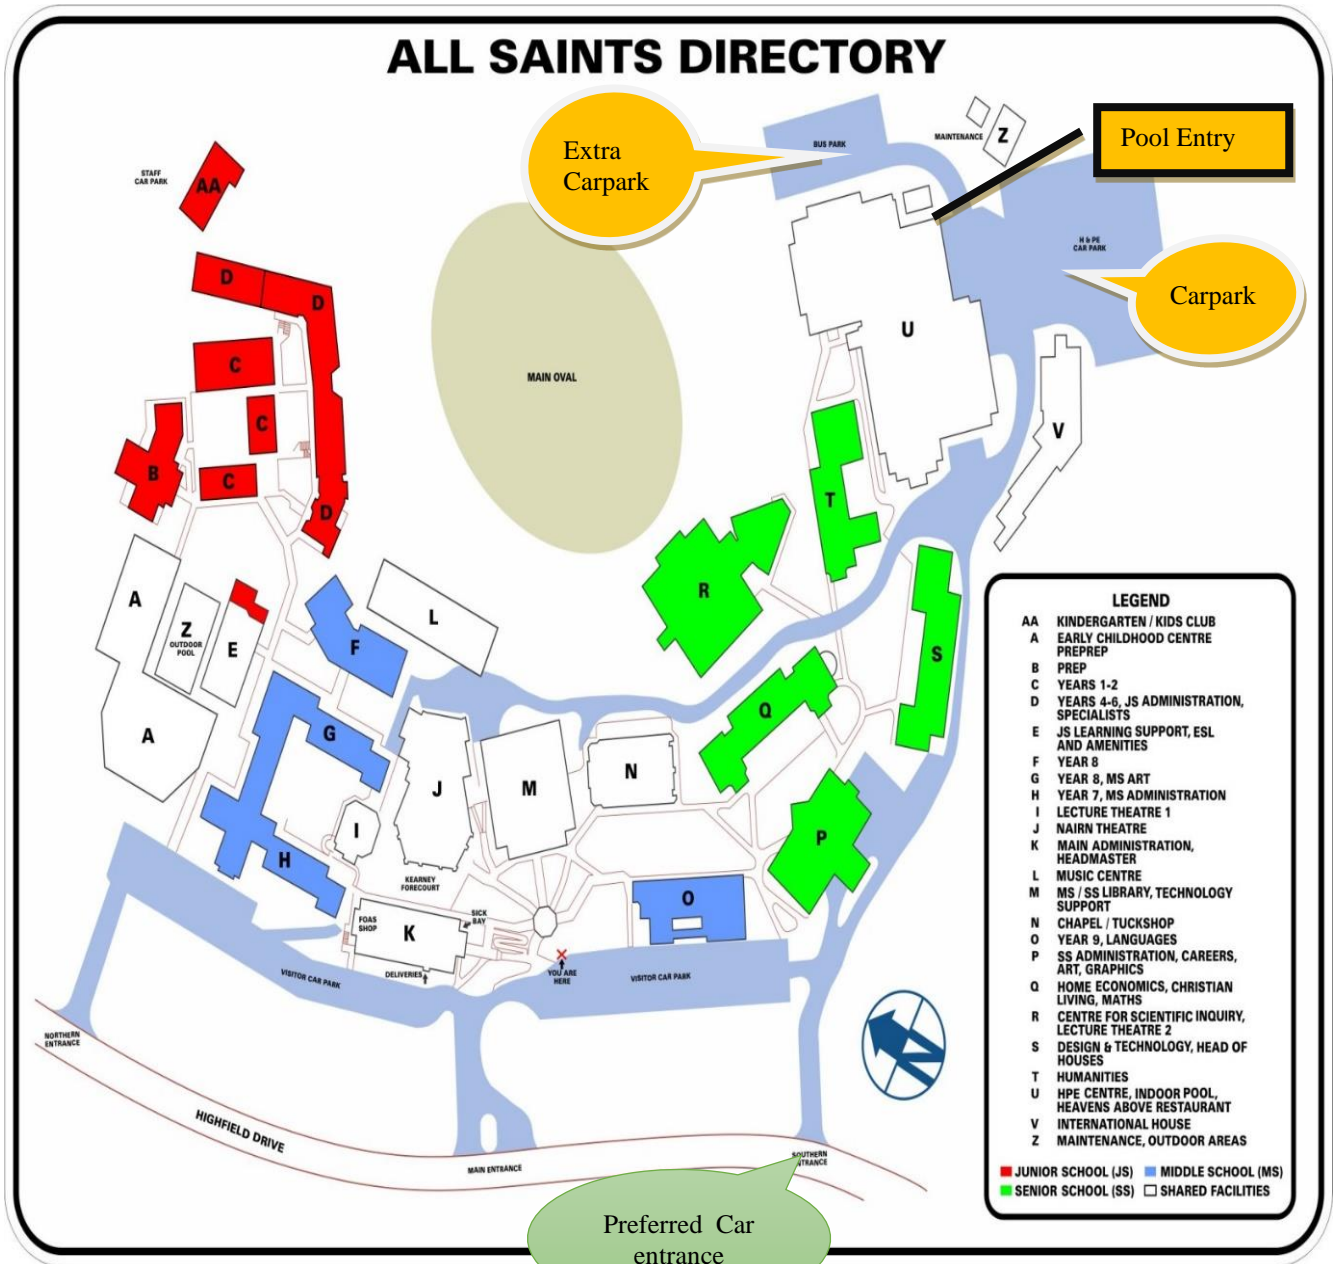 ALL SAINTS DIRECTORY
Extra
Carpark
BUS PARK
MAINTENANCE
Z
Pool Entry
STAFF
CAR PARK
AA
H & PE
CAR PARK
Carpark
D
D
U
C
MAIN OVAL
C
V
B
C
T
D
R
A
Z
OUTDOOR
POOL
E
L
F
S
Q
A
G
J
M
N
I
P
H
KEARNEY
FORECOURT
O
FOAS
SHOP
K
SICK
BAY
DELIVERIES
YOU ARE
HERE
VISITOR CAR PARK
VISITOR CAR PARK
NORTHERN
ENTRANCE
N
HIGHFIELD DRIVE
MAIN ENTRANCE
SOUTHERN
ENTRANCE
Preferred Car
entrance
LEGEND
AA KINDERGARTEN / KIDS CLUB
A EARLY CHILDHOOD CENTRE
PREPREP
B PREP
C YEARS 1-2
D YEARS 4-6, JS ADMINISTRATION,
SPECIALISTS
E JS LEARNING SUPPORT, ESL
AND AMENITIES
F YEAR 8
G YEAR 8, MS ART
H YEAR 7, MS ADMINISTRATION
I LECTURE THEATRE 1
J NAIRN THEATRE
K MAIN ADMINISTRATION,
HEADMASTER
L MUSIC CENTRE
M MS / SS LIBRARY, TECHNOLOGY
SUPPORT
N CHAPEL / TUCKSHOP
O YEAR 9, LANGUAGES
P SS ADMINISTRATION, CAREERS,
ART, GRAPHICS
Q HOME ECONOMICS, CHRISTIAN
LIVING, MATHS
R CENTRE FOR SCIENTIFIC INQUIRY,
LECTURE THEATRE 2
S DESIGN & TECHNOLOGY, HEAD OF
HOUSES
T HUMANITIES
U HPE CENTRE, INDOOR POOL,
HEAVENS ABOVE RESTAURANT
V INTERNATIONAL HOUSE
Z MAINTENANCE, OUTDOOR AREAS
JUNIOR SCHOOL (JS) MIDDLE SCHOOL (MS)
SENIOR SCHOOL (SS) SHARED FACILITIES